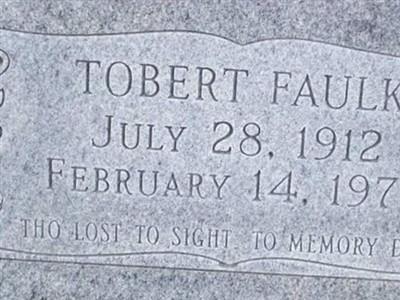 TOBERT FAULK
JULY 28, 1912
FEBRUARY 14, 197
THO LOST TO SIGHT TO MEMORY